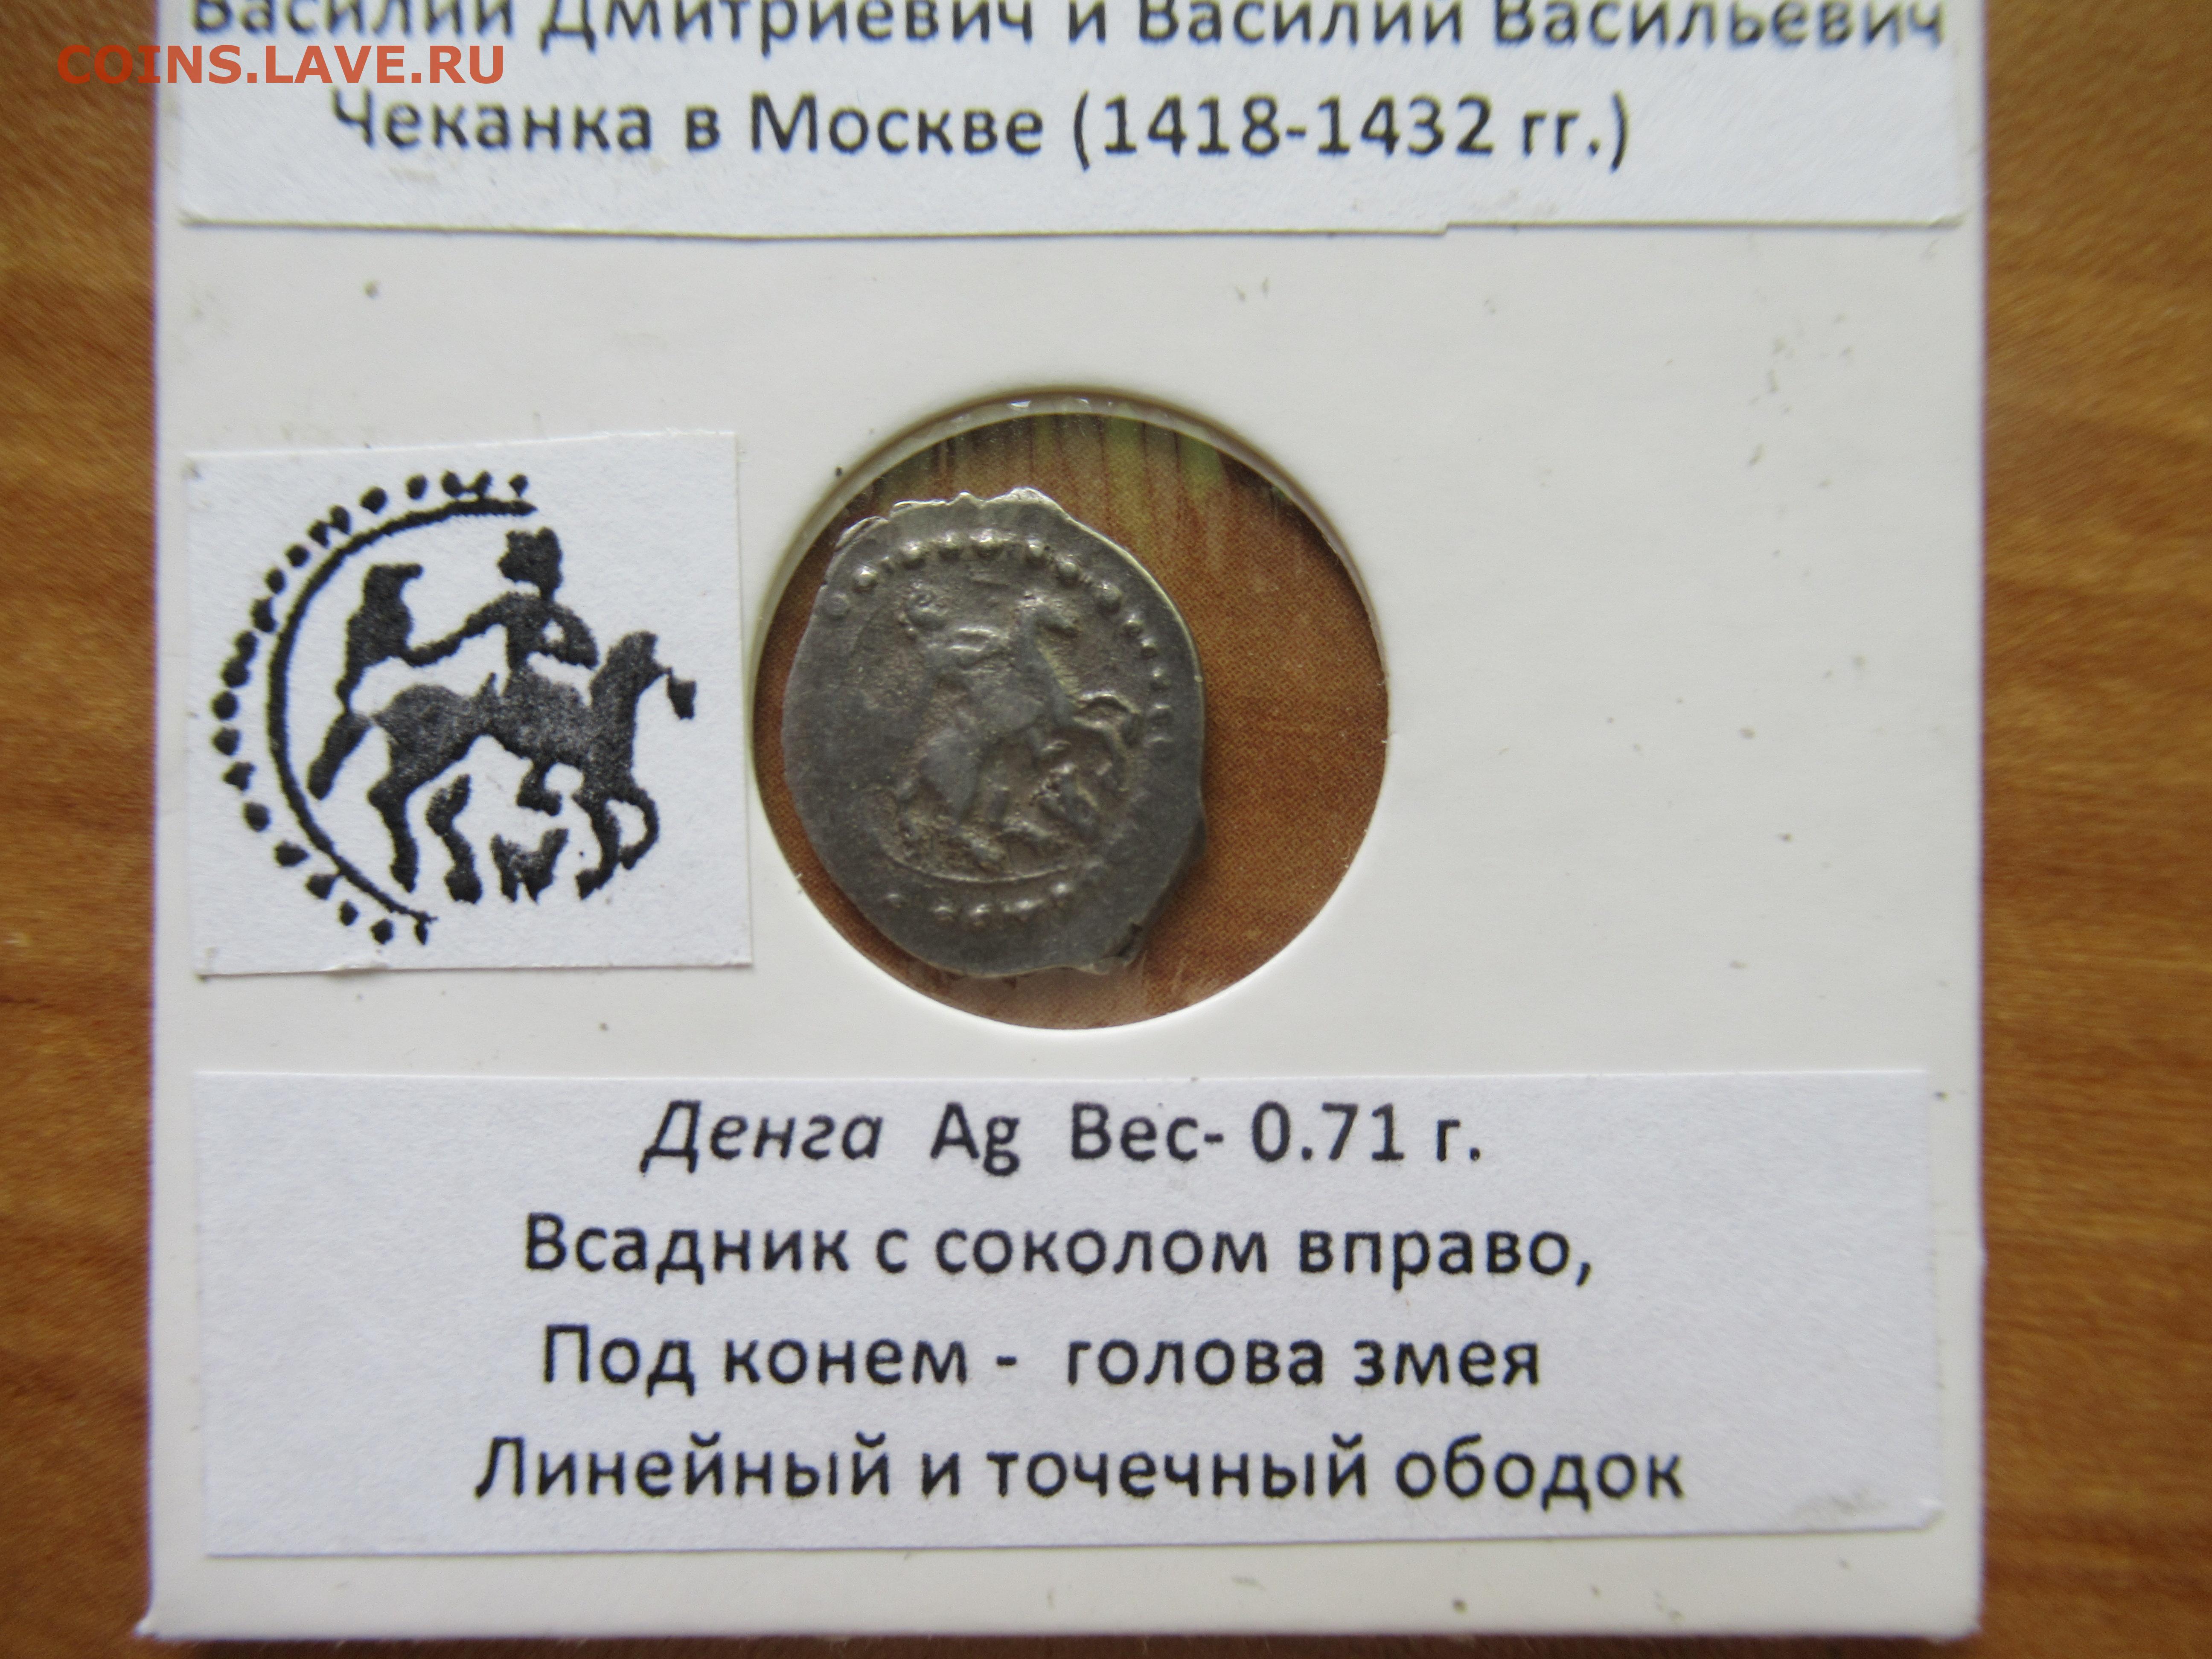 Василий Дмитриевич и Василий Васильевич
COINS.LAVE.RU
Чеканка в Москве (1418-1432 гг.)
Денга Ag Вес- 0.71 г.
Всадник с соколом вправо,
Под конем - голова змея
Линейный и точечный ободок